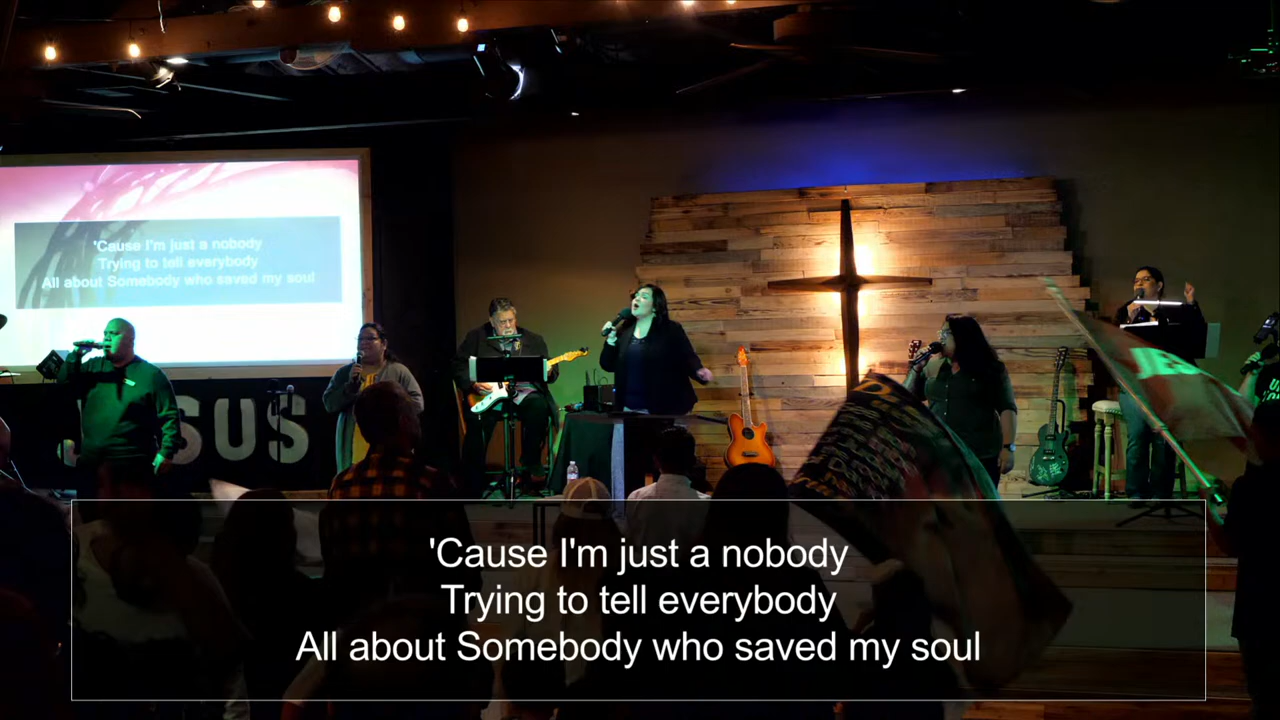 'Cause I'm just a nobody
Trying to tell everybody
All about Somebody who saved my soul
SUS
'Cause I'm just a nobody
Trying to tell everybody
All about Somebody who saved my soul